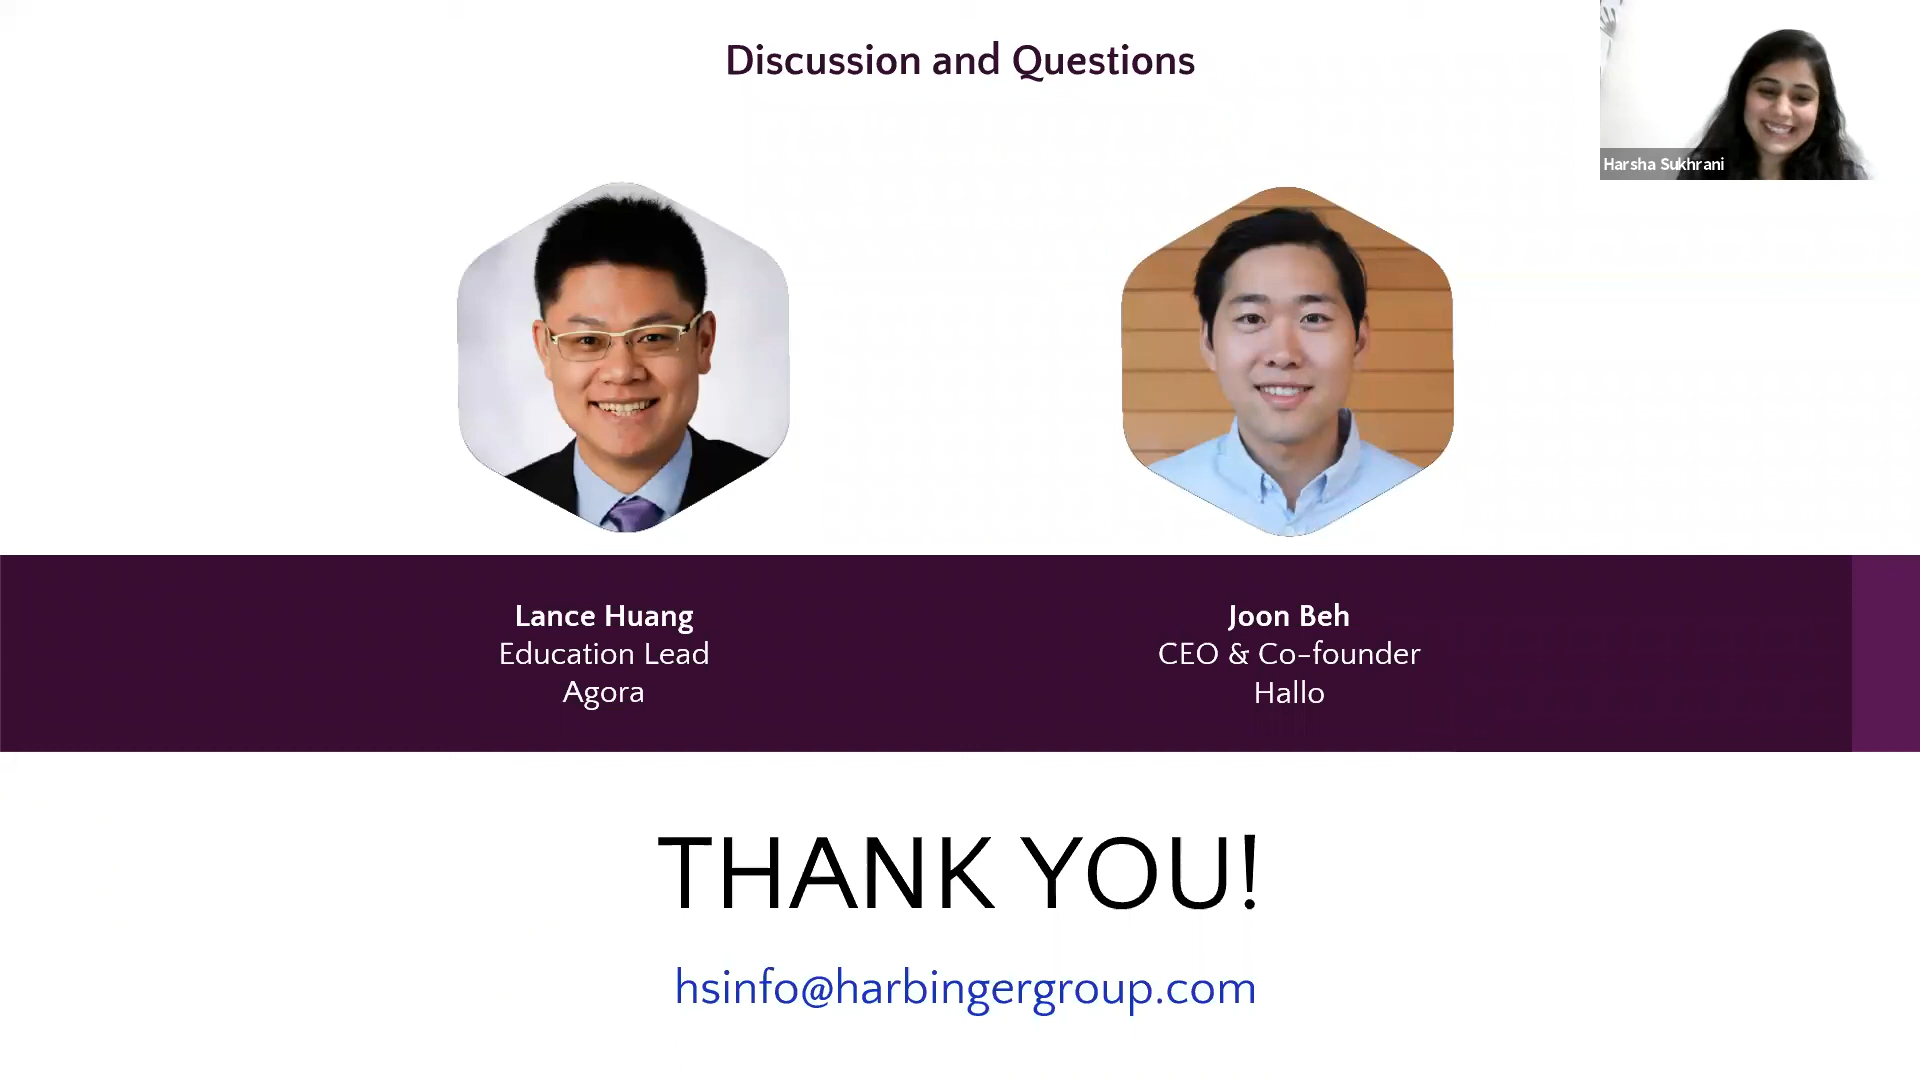 Discussion and Questions
Harsha Sukhrani
Lance Huang
Education Lead
Agora
Joon Beh
CEO & Co-founder
Hallo
THANK YOU!
hsinfo@harbingergroup.com